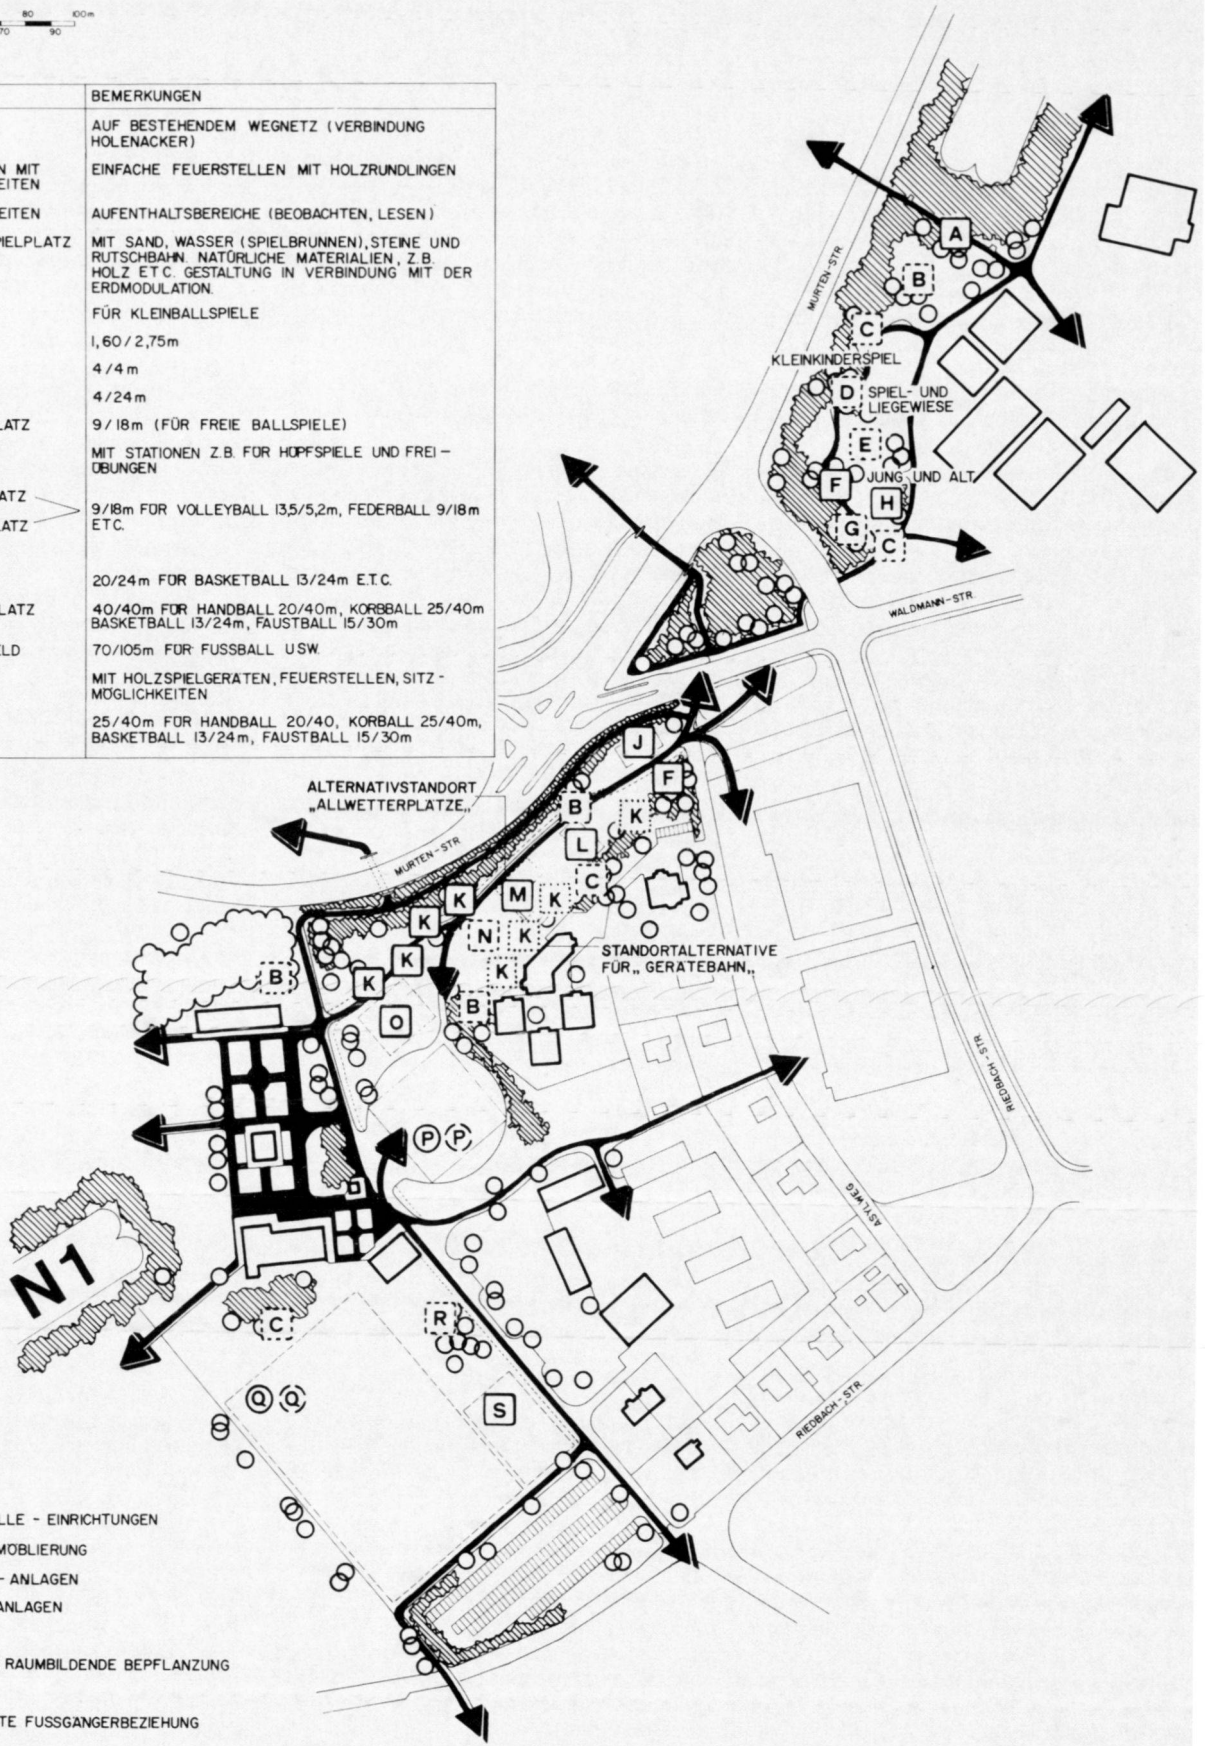 80 100m
70 90
BEMERKUNGEN
AUF BESTEHENDEM WEGNETZ (VERBINDUNG
HOLENACKER)
N MIT
EITEN
EINFACHE FEUERSTELLEN MIT HOLZRUNDLINGEN
EITEN
AUFENTHALTSBEREICHE (BEOBACHTEN, LESEN)
IELPLATZ
MIT SAND, WASSER (SPIELBRUNNEN), STEINE UND
RUTSCHBAHN. NATÜRLICHE MATERIALIEN, Z.B.
HOLZ ETC. GESTALTUNG IN VERBINDUNG MIT DER
ERDMODULATION.
FÜR KLEINBALLSPIELE
1,60/2,75m
4/4m
4/24m
LATZ
9/18m (FÜR FREIE BALLSPIELE)
MIT STATIONEN Z.B. FÜR HÜPFSPIELE UND FREI-
ÜBUNGEN
ATZ
LATZ
9/18m FÜR VOLLEYBALL 13,5/5,2m, FEDERBALL 9/18m
ETC.
20/24m FÜR BASKETBALL 13/24m E.T.C.
LATZ
40/40m FÜR HANDBALL 20/40m, KORBBALL 25/40m
BASKETBALL 13/24m, FAUSTBALL 15/30m
ELD
70/105m FÜR FUSSBALL USW.
MIT HOLZSPIELGERÄTEN, FEUERSTELLEN, SITZ-
MÖGLICHKEITEN
25/40m FÜR HANDBALL 20/40, KORBALL 25/40m,
BASKETBALL 13/24m, FAUSTBALL 15/30m
A
B
MURTEN-STR.
C
KLEINKINDERSPIEL
D
SPIEL- UND
LIEGEWIESE
E
JUNG UND ALT
F
H
G
C
WALDMANN-STR.
J
F
ALTERNATIVSTANDORT
„ALLWETTERPLÄTZE„
B
K
L
MURTEN-STR
C
K
M
K
K
N
K
STANDORTALTERNATIVE
FÜR „GERÄTEBAHN„
K
K
K
B
B
O
RIEDBACH-STR.
P P
ASYLWEG
N1
C
R
Q Q
S
RIEDBACH-STR.
LLE - EINRICHTUNGEN
MÖBLIERUNG
- ANLAGEN
ANLAGEN
RAUMBILDENDE BEPFLANZUNG
TE FUSSGÄNGERBEZIEHUNG